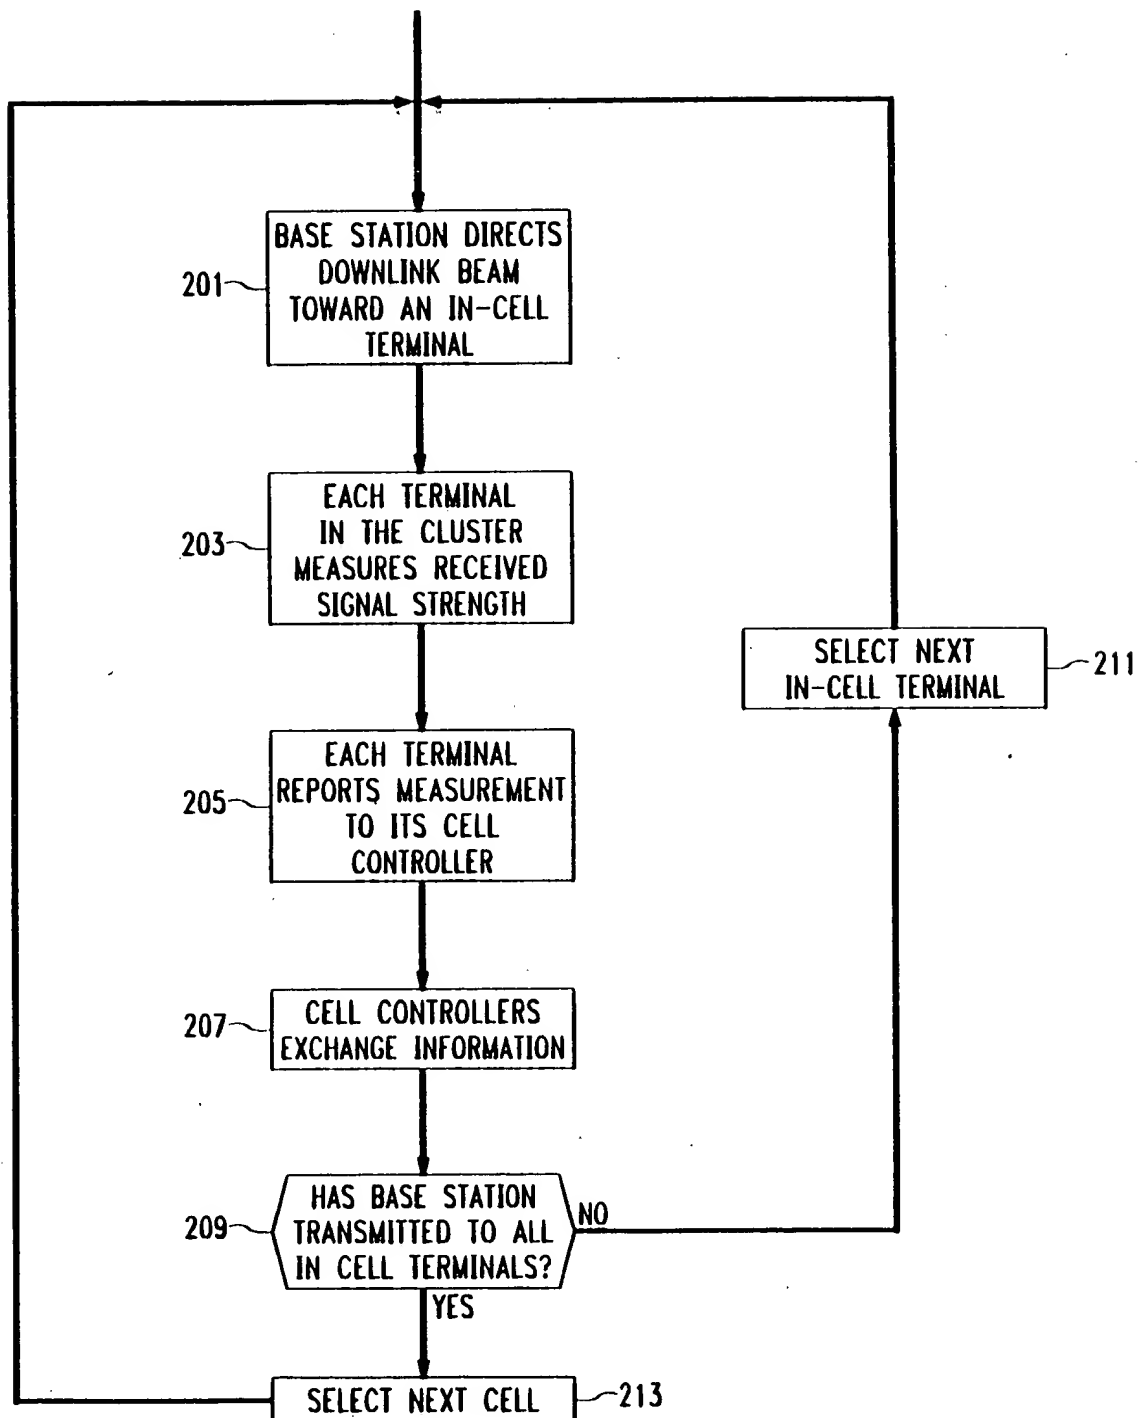 BASE STATION DIRECTS
DOWNLINK BEAM
TOWARD AN IN-CELL
TERMINAL
201
EACH TERMINAL
IN THE CLUSTER
MEASURES RECEIVED
SIGNAL STRENGTH
203
SELECT NEXT
IN-CELL TERMINAL
211
EACH TERMINAL
REPORTS MEASUREMENT
TO ITS CELL
CONTROLLER
205
CELL CONTROLLERS
EXCHANGE INFORMATION
207
HAS BASE STATION
TRANSMITTED TO ALL
IN CELL TERMINALS?
209
NO
YES
SELECT NEXT CELL
213